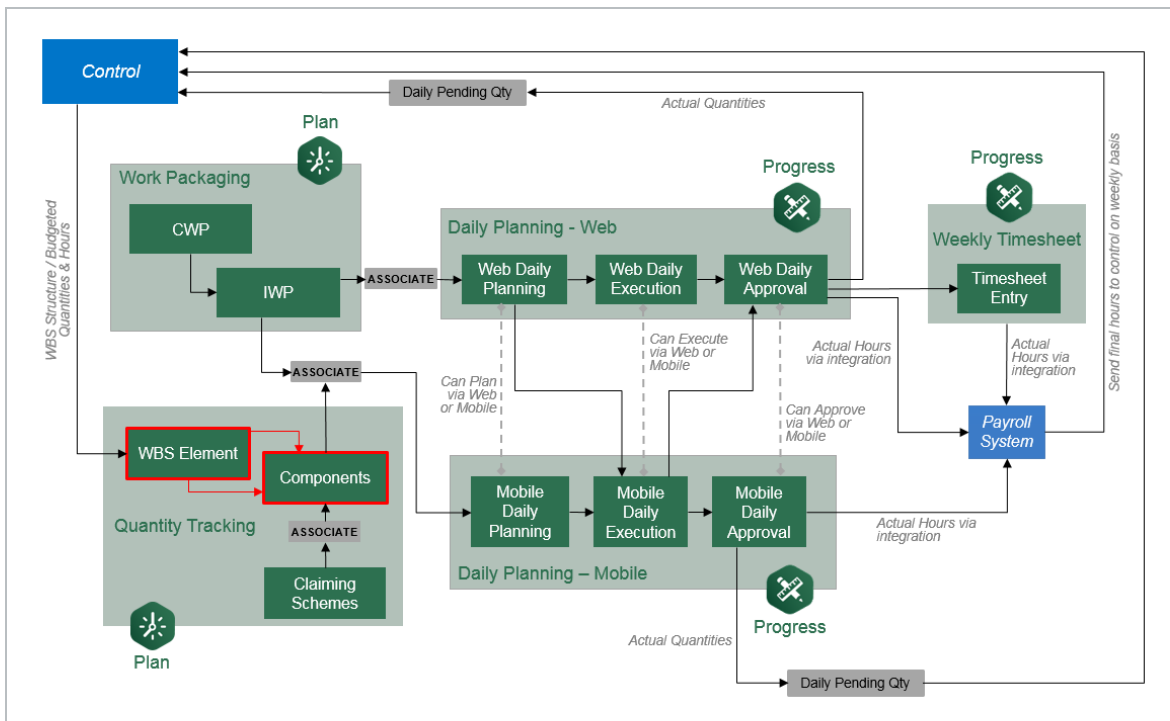 Control
Daily Pending Qty
Actual Quantities
Plan
Work Packaging
CWP
IWP
ASSOCIATE
WBS Structure / Budgeted
Quantities & Hours
Progress
Daily Planning - Web
Web Daily
Planning
Web Daily
Execution
Web Daily
Approval
Progress
Weekly Timesheet
Timesheet
Entry
Send final hours to control on weekly basis
Can Plan
via Web
or Mobile
Can Execute
via Web or
Mobile
Can Approve
via Web or
Mobile
Actual Hours
via integration
Actual
Hours via
integration
Payroll
System
ASSOCIATE
WBS Element
Components
Quantity Tracking
ASSOCIATE
Claiming
Schemes
Plan
Mobile
Daily
Planning
Mobile
Daily
Execution
Mobile
Daily
Approval
Daily Planning – Mobile
Actual Hours via
integration
Progress
Actual Quantities
Daily Pending Qty